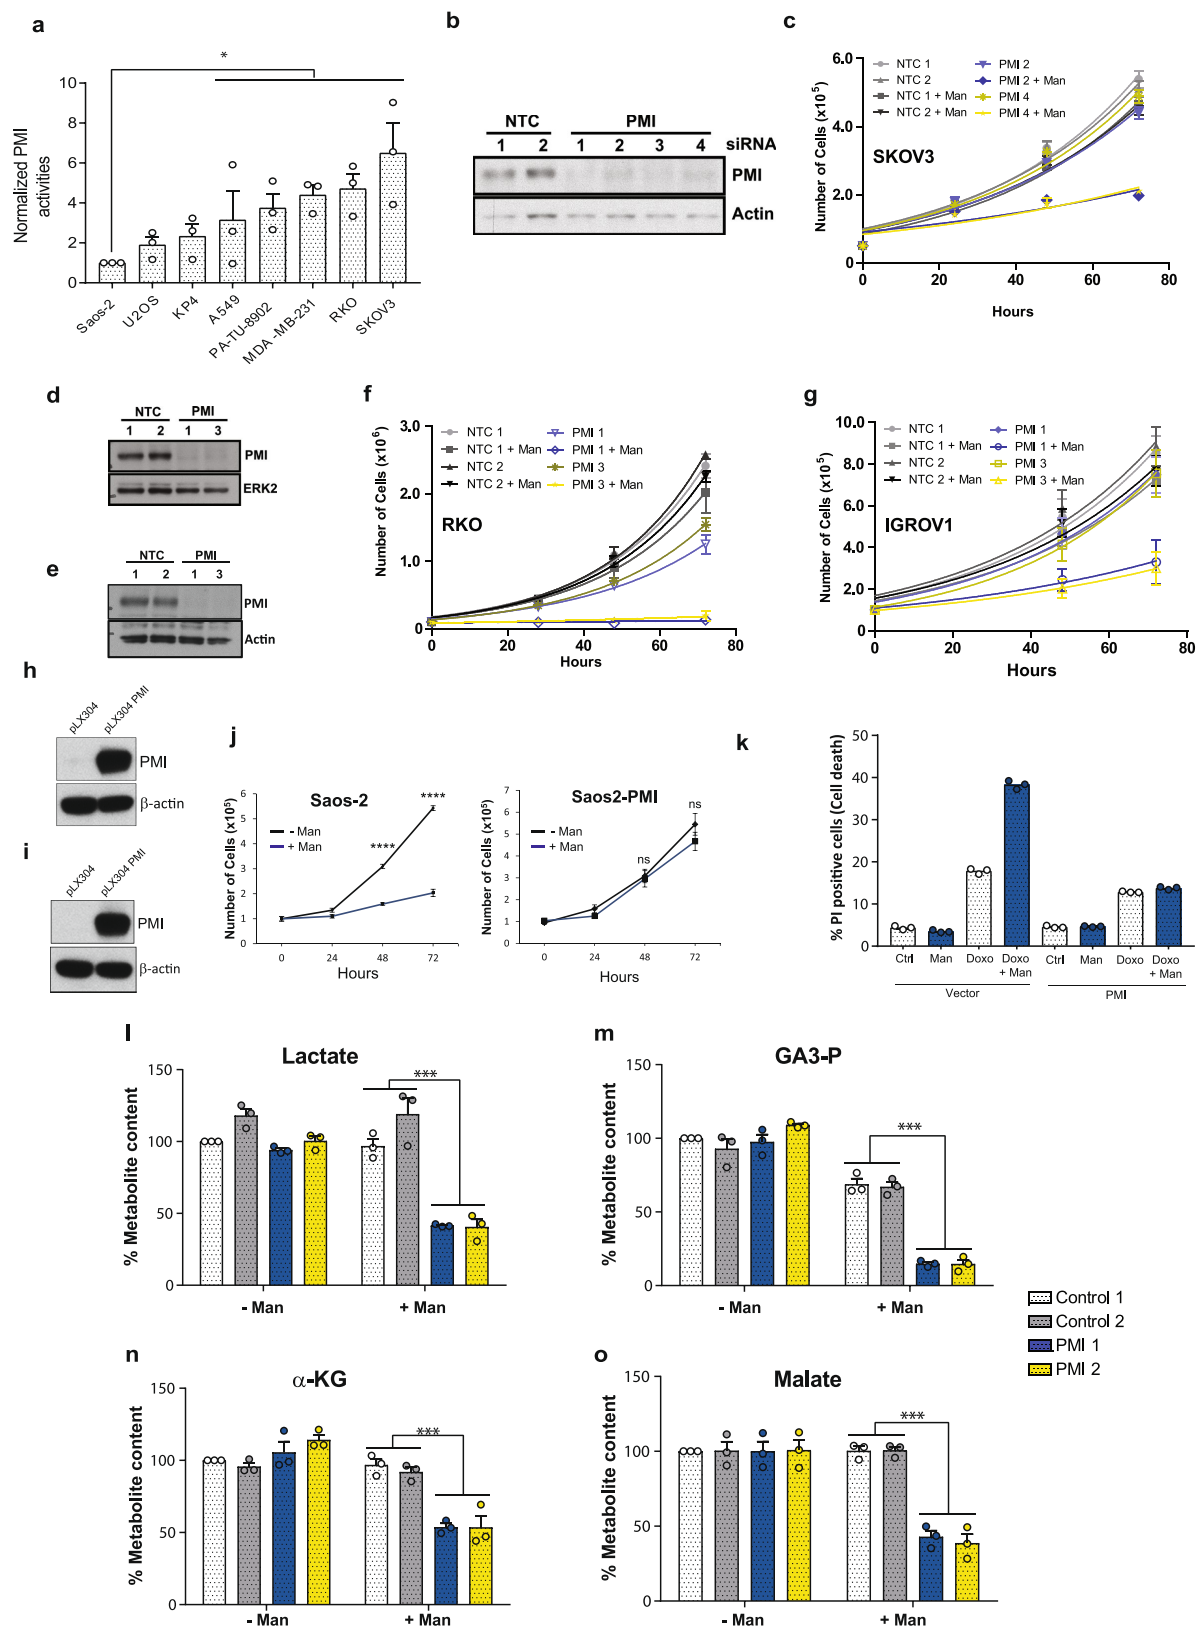 a
*
Normalized PMI
activities
10
8
6
4
2
0
Saos-2
U2OS
KP4
A549
PA-TU-8902
MDA -MB-231
RKO
SKOV3
b
NTC PMI
1 2 1 2 3 4 siRNA
PMI
Actin
c
NTC 1 PMI 2
NTC 2 PMI 2 + Man
NTC 1 + Man PMI 4
NTC 2 + Man PMI 4 + Man
SKOV3
Number of Cells (x10⁵)
6.0
4.0
2.0
0
0 20 40 60 80
Hours
d
NTC PMI
1 2 1 3
PMI
ERK2
e
NTC PMI
1 2 1 3
PMI
Actin
f
NTC 1 PMI 1
NTC 1 + Man PMI 1 + Man
NTC 2 PMI 3
NTC 2 + Man PMI 3 + Man
RKO
Number of Cells (x10⁶)
3.0
2.0
1.0
0
0 20 40 60 80
Hours
g
NTC 1 PMI 1
NTC 1 + Man PMI 1 + Man
NTC 2 PMI 3
NTC 2 + Man PMI 3 + Man
IGROV1
Number of Cells (x10⁵)
10.0
8.0
6.0
4.0
2.0
0
0 20 40 60 80
Hours
h
pLX304
pLX304 PMI
PMI
β-actin
i
pLX304
pLX304 PMI
PMI
β-actin
j
Saos-2
- Man
+ Man
****
****
Number of Cells (x10⁵)
7
6
5
4
3
2
1
0
0 24 48 72
Hours
Saos2-PMI
- Man
+ Man
ns
ns
Number of Cells (x10⁵)
7
6
5
4
3
2
1
0
0 24 48 72
Hours
k
% PI positive cells (Cell death)
50
40
30
20
10
0
Ctrl Man Doxo Doxo + Man Ctrl Man Doxo Doxo + Man
Vector PMI
l
Lactate
***
% Metabolite content
150
100
50
0
- Man + Man
m
GA3-P
***
% Metabolite content
150
100
50
0
- Man + Man
Control 1
Control 2
PMI 1
PMI 2
n
α-KG
***
% Metabolite content
150
100
50
0
- Man + Man
o
Malate
***
% Metabolite content
150
100
50
0
- Man + Man